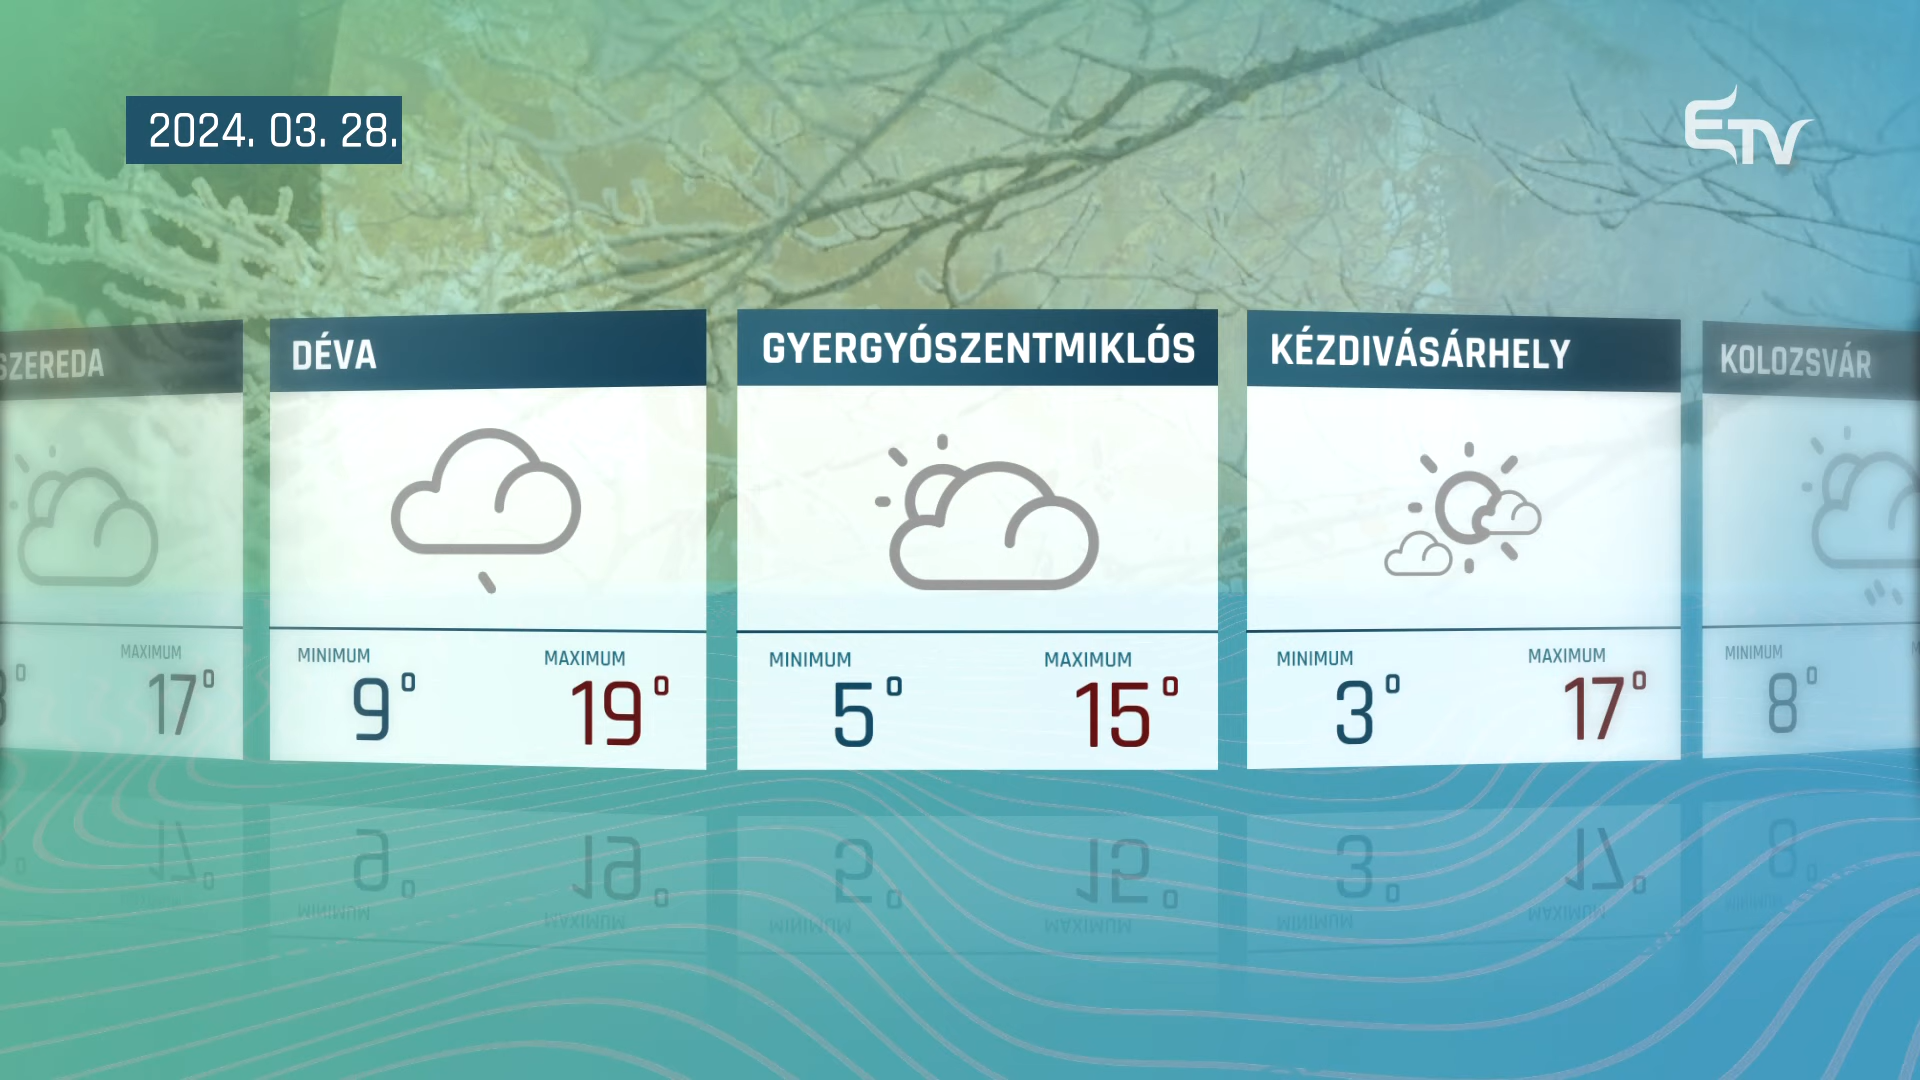 2024. 03. 28.
ETV
SZEREDA
DÉVA
GYERGYÓSZENTMIKLÓS
KÉZDIVÁSÁRHELY
KOLOZSVÁR
MAXIMUM
17°
MINIMUM
9°
MAXIMUM
19°
MINIMUM
5°
MAXIMUM
15°
MINIMUM
3°
MAXIMUM
17°
MINIMUM
8°